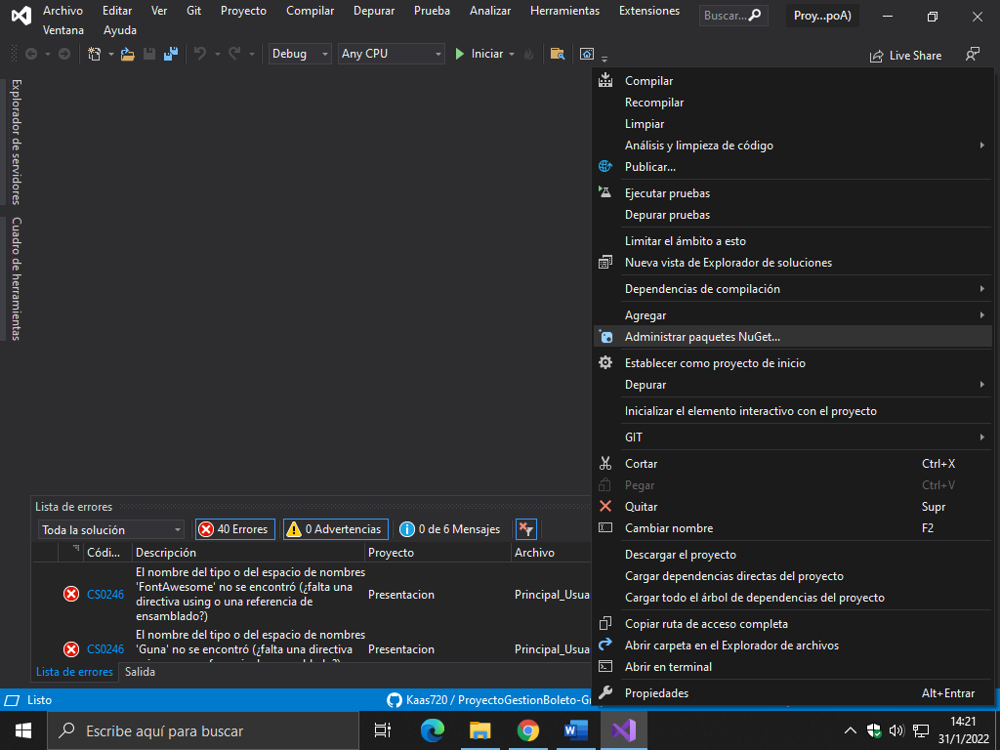 Archivo Editar Ver Git Proyecto Compilar Depurar Prueba Analizar Herramientas Extensiones
Ventana Ayuda
Buscar...
Proy...poA)
Debug
Any CPU
Iniciar
Live Share
Explorador de servidores
Cuadro de herramientas
Compilar
Recompilar
Limpiar
Análisis y limpieza de código
Publicar...
Ejecutar pruebas
Depurar pruebas
Limitar el ámbito a esto
Nueva vista de Explorador de soluciones
Dependencias de compilación
Agregar
Administrar paquetes NuGet...
Establecer como proyecto de inicio
Depurar
Inicializar el elemento interactivo con el proyecto
GIT
Cortar Ctrl+X
Pegar Ctrl+V
Quitar Supr
Cambiar nombre F2
Descargar el proyecto
Cargar dependencias directas del proyecto
Cargar todo el árbol de dependencias del proyecto
Copiar ruta de acceso completa
Abrir carpeta en el Explorador de archivos
Abrir en terminal
Propiedades Alt+Entrar
Lista de errores
Toda la solución
40 Errores
0 Advertencias
0 de 6 Mensajes
Códi... Descripción Proyecto Archivo
CS0246
El nombre del tipo o del espacio de nombres
'FontAwesome' no se encontró (¿falta una
directiva using o una referencia de
ensamblado?)
Presentacion
Principal_Usua
CS0246
El nombre del tipo o del espacio de nombres
'Guna' no se encontró (¿falta una directiva
Presentacion
Principal_Usua
Lista de errores Salida
Listo
Kaas720 / ProyectoGestionBoleto-Gr
Escribe aquí para buscar
14:21
31/1/2022